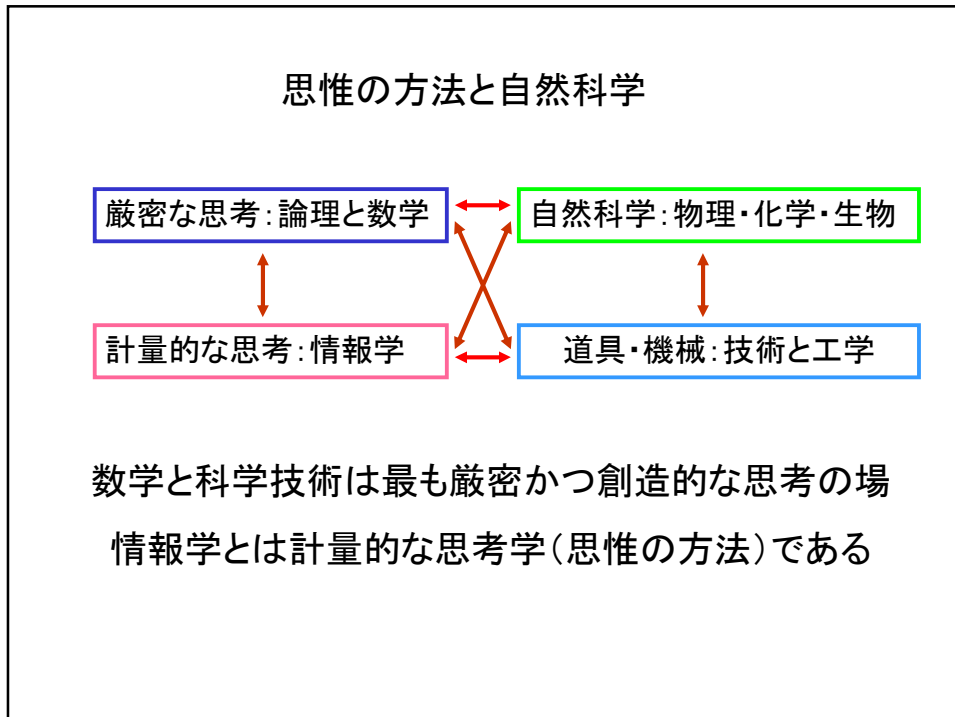 思惟の方法と自然科学
厳密な思考：論理と数学
自然科学：物理・化学・生物
計量的な思考：情報学
道具・機械：技術と工学
数学と科学技術は最も厳密かつ創造的な思考の場
情報学とは計量的な思考学（思惟の方法）である